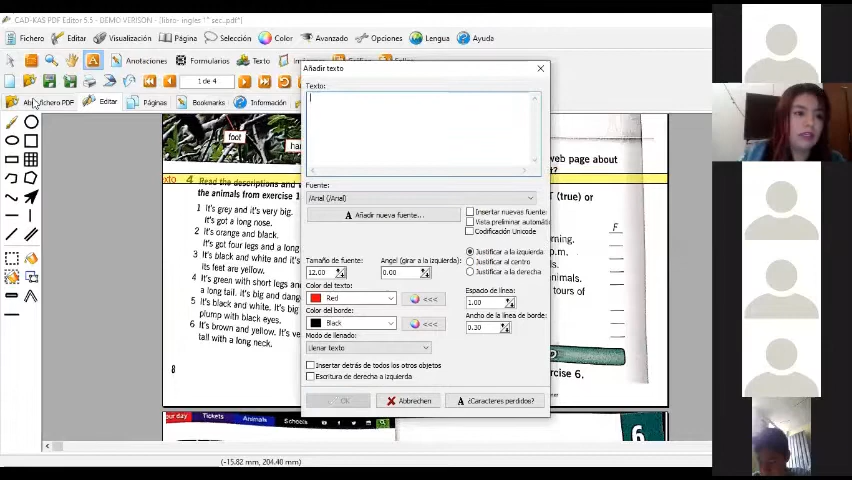 CAD-KAS PDF Editor 5.5 - DEMO VERISON - [libro- ingles 1° sec..pdf*]
Fichero Editar Visualización Página Selección Color Avanzado Opciones Lengua Ayuda
Anotaciones Formularios Texto
1 de 4
fichero PDF Editar Páginas Bookmarks Información
Añadir texto
Texto:
Fuente:
/Arial (/Arial)
Añadir nueva fuente...
Insertar nuevas fuente:
Vista preliminar automáti
Codificación Unicode
Tamaño de fuente: Angel (girar a la izquierda):
12.00 0.00
Justificar a la izquierda
Justificar al centro
Justificar a la derecha
Color del texto:
Red <<<
Espacio de línea:
1.00
Color del borde:
Black <<<
Ancho de la línea de borde:
0.30
Modo de llenado:
Llenar texto
Insertar detrás de todos los otros objetos
Escritura de derecha a izquierda
OK Abbrechen ¿Caracteres perdidos?
foot
web page about
xto 4 Read the descriptions and
the animals from exercise 1
T (true) or
F
1 It's grey and it's very big.
It's got a long nose.
2 It's orange and black.
It's got four legs and a long
3 It's black and white and it's
its feet are yellow.
4 It's green with short legs and
a long tail. It's big and dang
5 It's black and white. It's big
plump with black eyes.
6 It's brown and yellow. It's ve
tall with a long neck.
p.m.
tours of
8
Tickets Animals Schools
6
-15.82 mm, 204.40 mm)